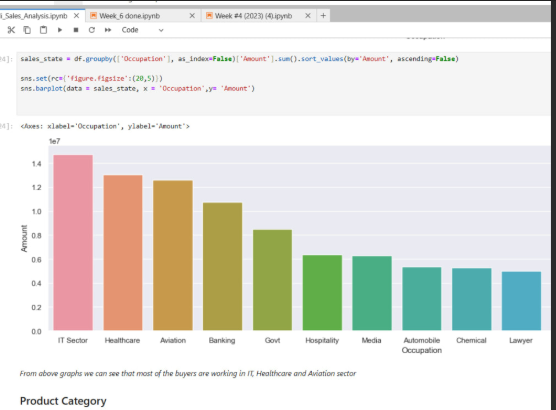 i_Sales_Analysis.ipynb × Week_6 done.ipynb × Week #4 (2023) (4).ipynb × +
Code
sales_state = df.groupby(['Occupation'], as_index=False)['Amount'].sum().sort_values(by='Amount', ascending=False)
sns.set(rc={'figure.figsize':(20,5)})
sns.barplot(data = sales_state, x = 'Occupation',y= 'Amount')
<Axes: xlabel='Occupation', ylabel='Amount'>
1e7
1.4
1.2
1.0
0.8
0.6
0.4
0.2
0.0
Amount
IT Sector Healthcare Aviation Banking Govt Hospitality Media Automobile Chemical Lawyer
Occupation
From above graphs we can see that most of the buyers are working in IT, Healthcare and Aviation sector
Product Category